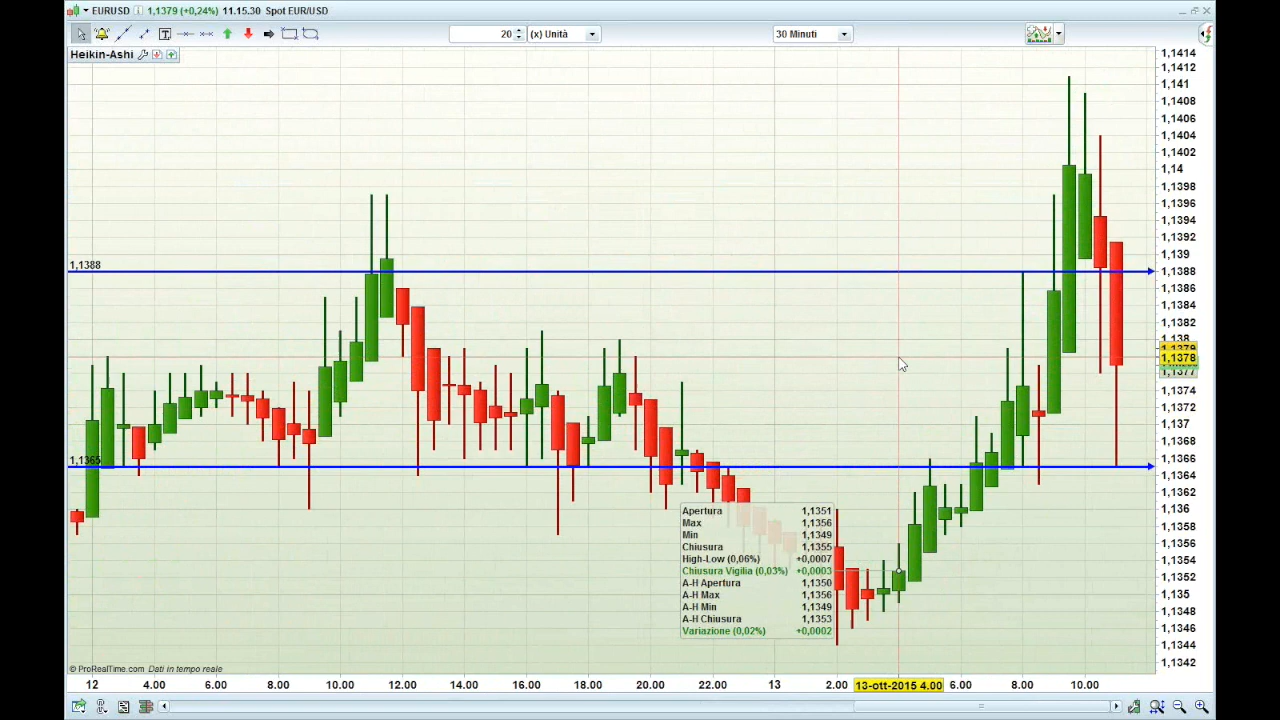 EURUSD 1,1379 (+0,24%) 11.15.30 Spot EUR/USD
T 20 (x) Unità 30 Minuti
Heikin-Ashi
1,1414
1,1412
1,141
1,1408
1,1406
1,1404
1,1402
1,14
1,1398
1,1396
1,1394
1,1392
1,139
1,1388
1,1388
1,1386
1,1384
1,1382
1,138
1,1379
1,1378
1,1377
1,1374
1,1372
1,137
1,1368
1,1366
1,1365
1,1364
1,1362
1,136
1,1358
1,1356
1,1354
1,1352
1,135
1,1348
1,1346
1,1344
1,1342
Apertura 1,1351
Max 1,1356
Min 1,1349
Chiusura 1,1355
High-Low (0,06%) +0,0007
Chiusura Vigilia (0,03%) +0,0003
A-H Apertura 1,1350
A-H Max 1,1356
A-H Min 1,1349
A-H Chiusura 1,1353
Variazione (0,02%) +0,0002
© ProRealTime.com Dati in tempo reale
12 4.00 6.00 8.00 10.00 12.00 14.00 16.00 18.00 20.00 22.00 13 2.00 13-ott-2015 4.00 6.00 8.00 10.00